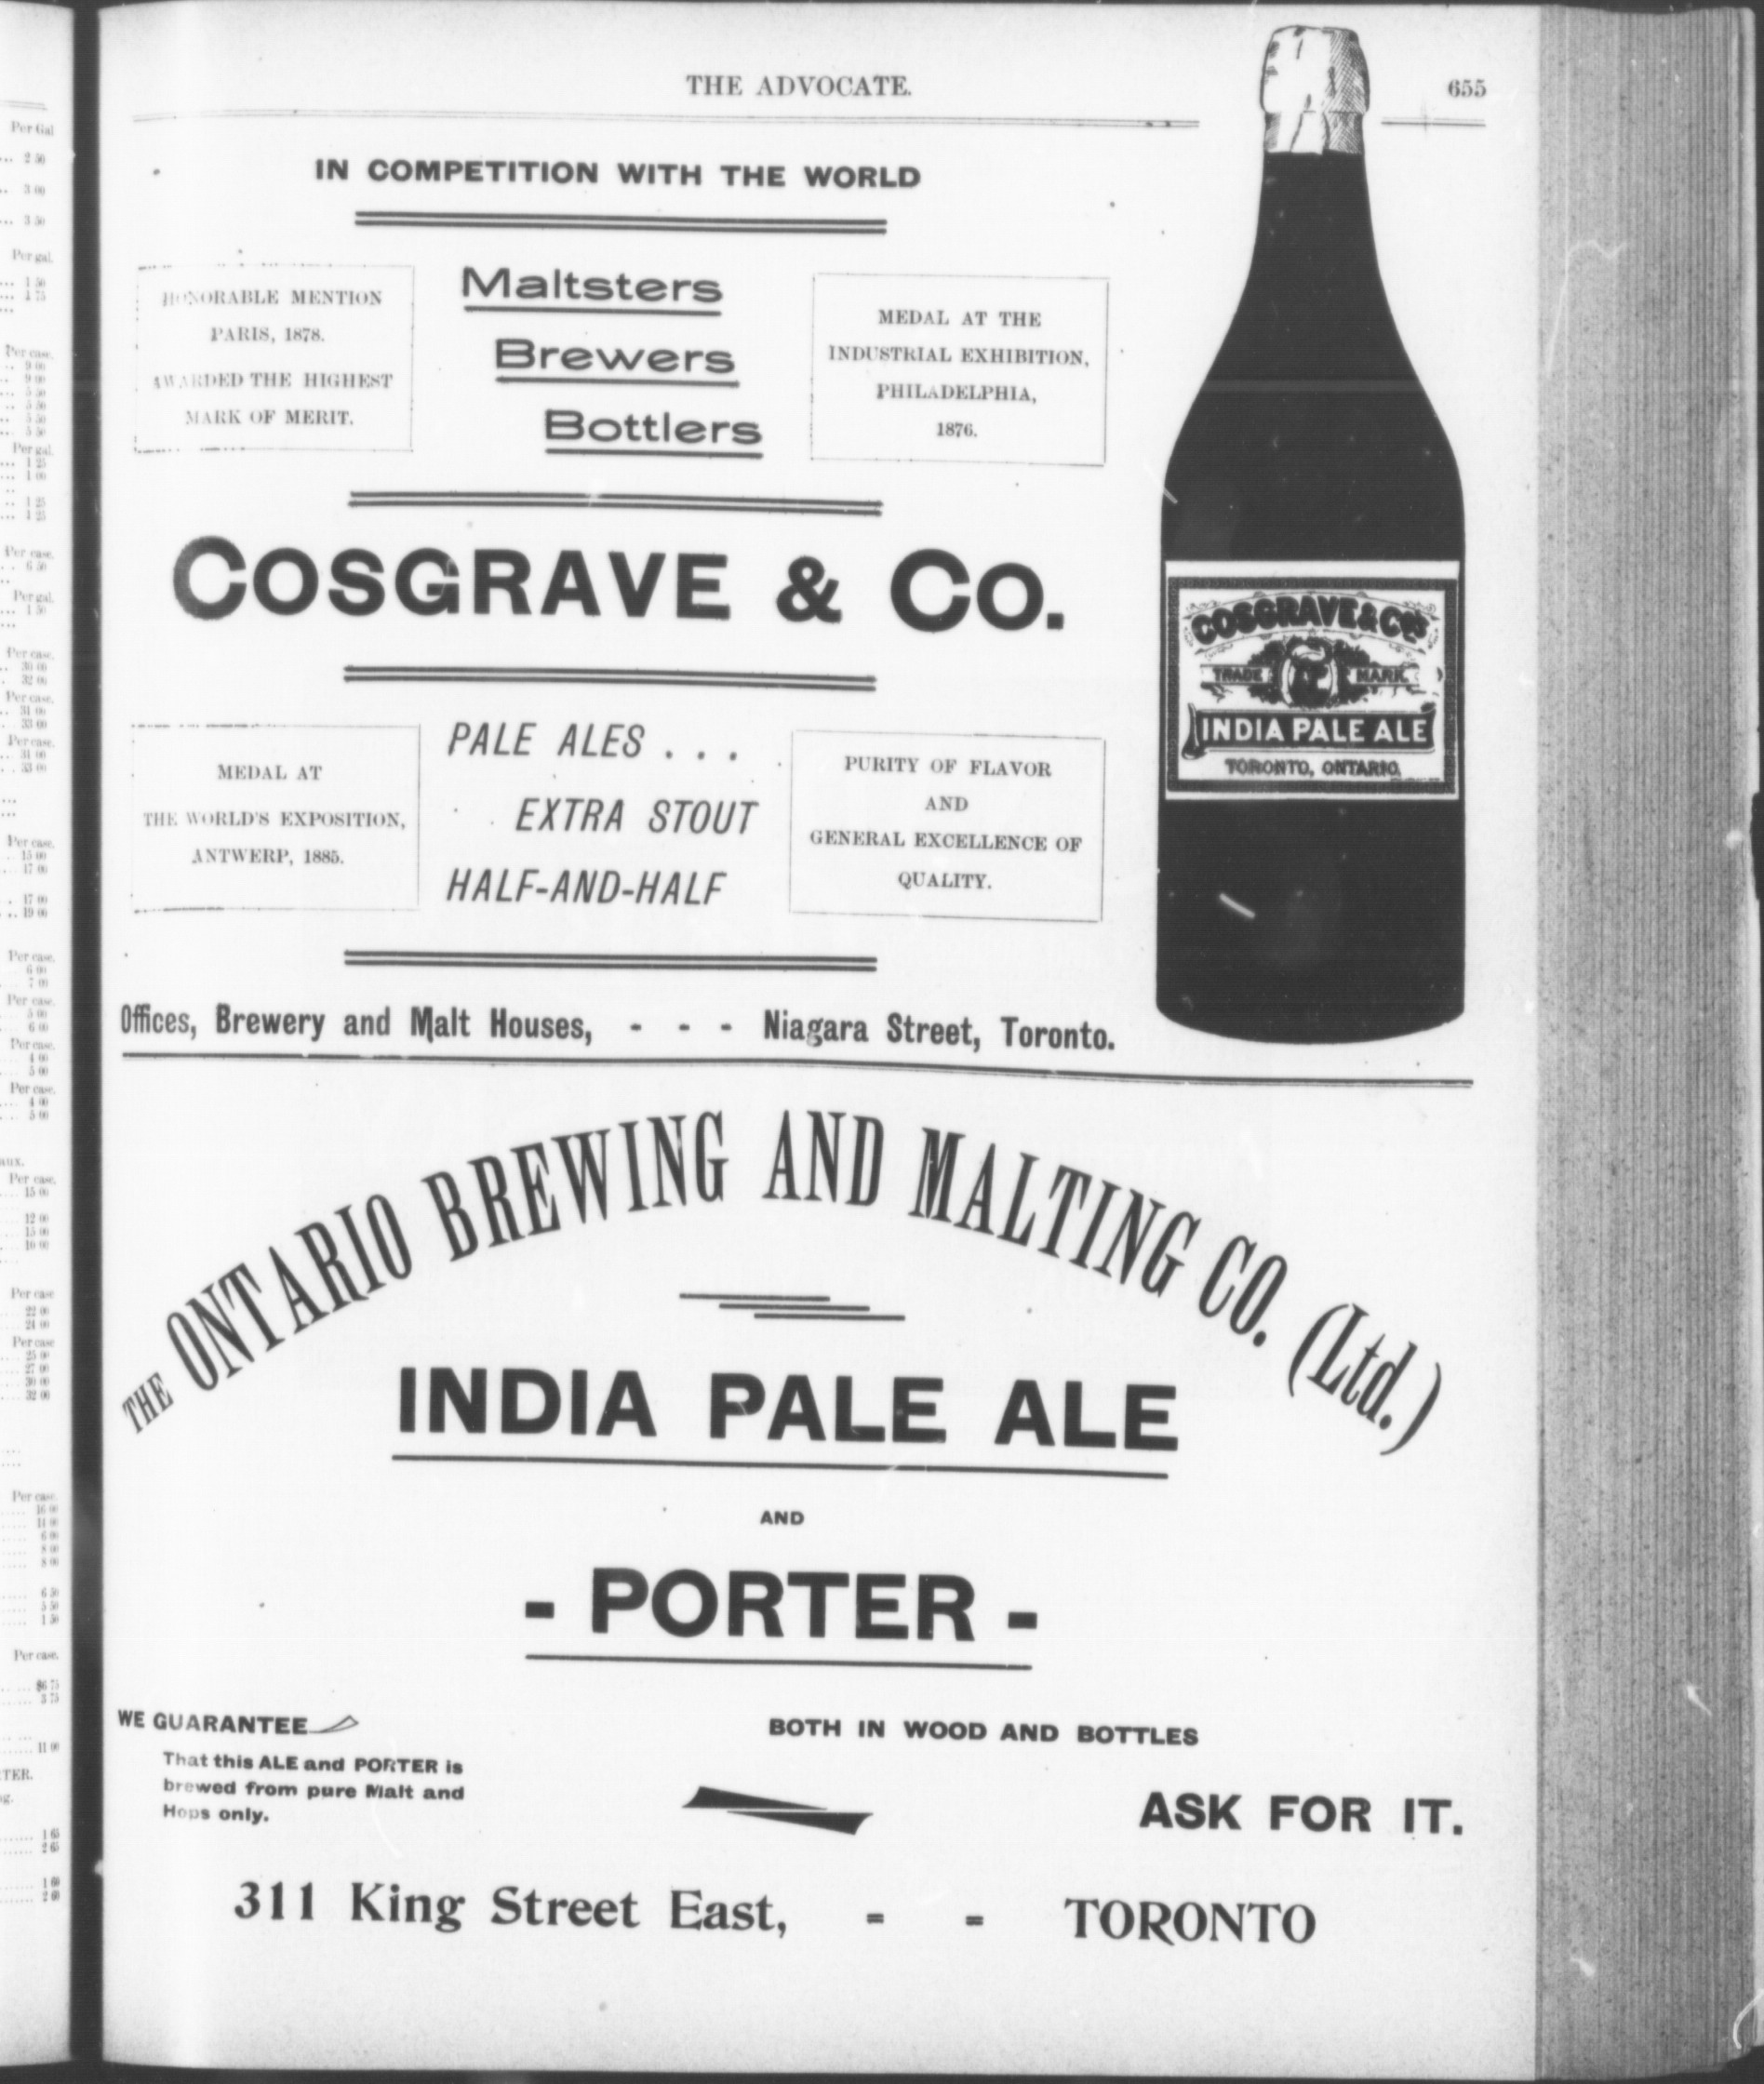 THE ADVOCATE.
655
IN COMPETITION WITH THE WORLD
HONORABLE MENTION
PARIS, 1878.
AWARDED THE HIGHEST
MARK OF MERIT.
Maltsters
Brewers
Bottlers
MEDAL AT THE
INDUSTRIAL EXHIBITION,
PHILADELPHIA,
1876.
COSGRAVE & CO.
MEDAL AT
THE WORLD'S EXPOSITION,
ANTWERP, 1885.
PALE ALES . . .
EXTRA STOUT
HALF-AND-HALF
PURITY OF FLAVOR
AND
GENERAL EXCELLENCE OF
QUALITY.
COSGRAVE & CO'S
TRADE MARK
INDIA PALE ALE
TORONTO, ONTARIO.
Offices, Brewery and Malt Houses, - - - Niagara Street, Toronto.
THE ONTARIO BREWING AND MALTING CO. (Ltd.)
INDIA PALE ALE
AND
- PORTER -
WE GUARANTEE
That this ALE and PORTER is
brewed from pure Malt and
Hops only.
BOTH IN WOOD AND BOTTLES
ASK FOR IT.
311 King Street East, - - TORONTO